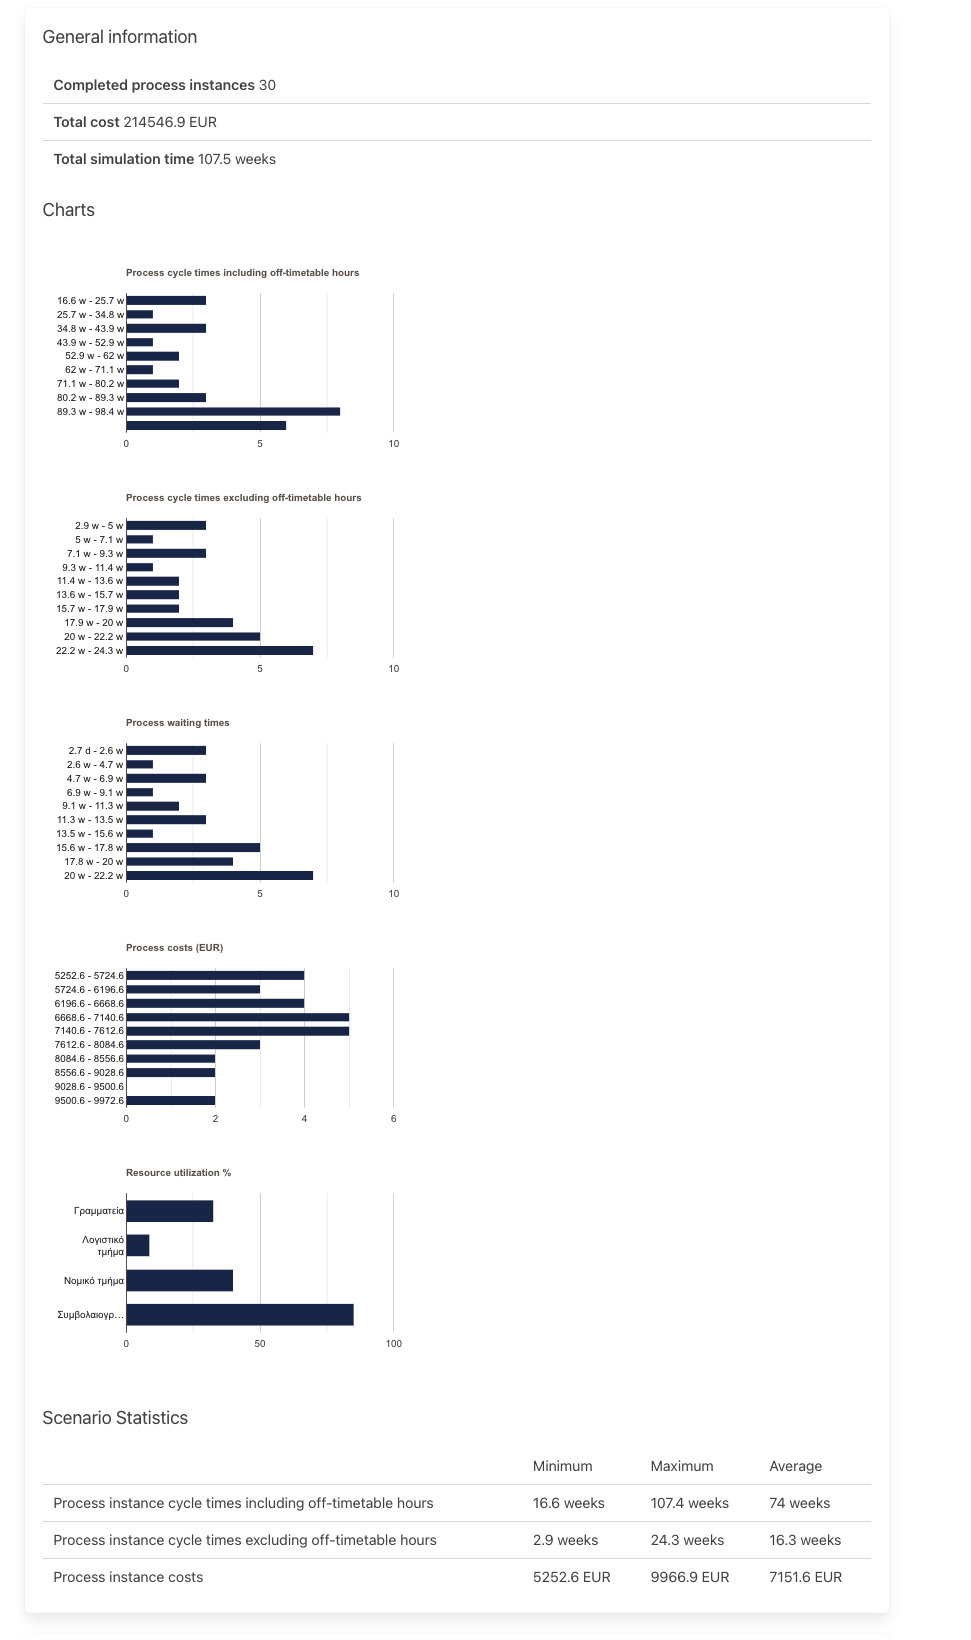 General information
Completed process instances 30
Total cost 214546.9 EUR
Total simulation time 107.5 weeks
Charts
Process cycle times including off-timetable hours
16.6 w - 25.7 w
25.7 w - 34.8 w
34.8 w - 43.9 w
43.9 w - 52.9 w
52.9 w - 62 w
62 w - 71.1 w
71.1 w - 80.2 w
80.2 w - 89.3 w
89.3 w - 98.4 w
0 5 10
Process cycle times excluding off-timetable hours
2.9 w - 5 w
5 w - 7.1 w
7.1 w - 9.3 w
9.3 w - 11.4 w
11.4 w - 13.6 w
13.6 w - 15.7 w
15.7 w - 17.9 w
17.9 w - 20 w
20 w - 22.2 w
22.2 w - 24.3 w
0 5 10
Process waiting times
2.7 d - 2.6 w
2.6 w - 4.7 w
4.7 w - 6.9 w
6.9 w - 9.1 w
9.1 w - 11.3 w
11.3 w - 13.5 w
13.5 w - 15.6 w
15.6 w - 17.8 w
17.8 w - 20 w
20 w - 22.2 w
0 5 10
Process costs (EUR)
5252.6 - 5724.6
5724.6 - 6196.6
6196.6 - 6668.6
6668.6 - 7140.6
7140.6 - 7612.6
7612.6 - 8084.6
8084.6 - 8556.6
8556.6 - 9028.6
9028.6 - 9500.6
9500.6 - 9972.6
0 2 4 6
Resource utilization %
Γραμματεία
Λογιστικό
τμήμα
Νομικό τμήμα
Συμβολαιογρ…
0 50 100
Scenario Statistics
Minimum Maximum Average
Process instance cycle times including off-timetable hours 16.6 weeks 107.4 weeks 74 weeks
Process instance cycle times excluding off-timetable hours 2.9 weeks 24.3 weeks 16.3 weeks
Process instance costs 5252.6 EUR 9966.9 EUR 7151.6 EUR